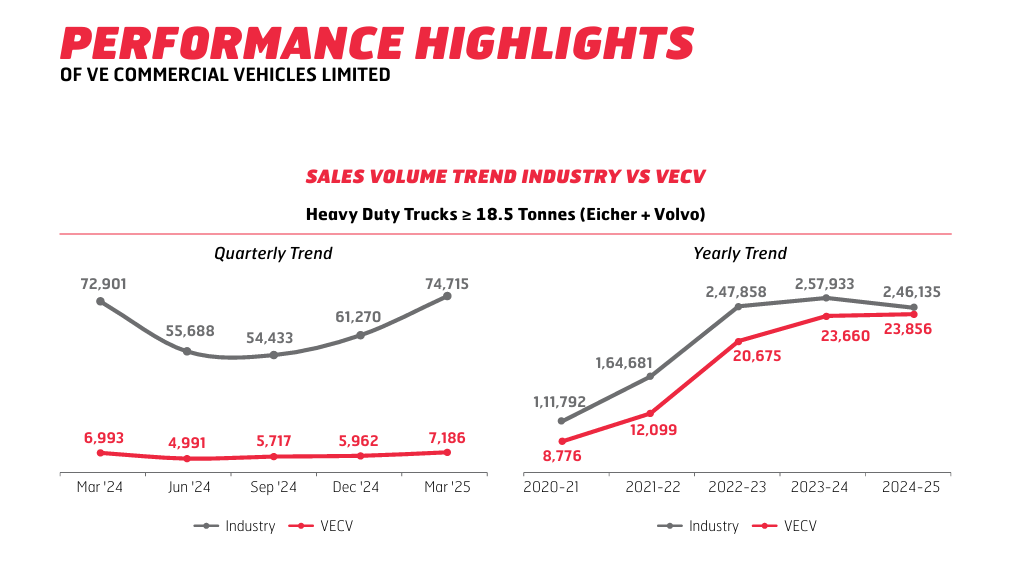 PERFORMANCE HIGHLIGHTS
OF VE COMMERCIAL VEHICLES LIMITED
SALES VOLUME TREND INDUSTRY VS VECV
Heavy Duty Trucks ≥ 18.5 Tonnes (Eicher + Volvo)
Quarterly Trend
72,901
55,688
54,433
61,270
74,715
6,993
4,991
5,717
5,962
7,186
Mar '24
Jun '24
Sep '24
Dec '24
Mar '25
Industry
VECV
Yearly Trend
1,11,792
1,64,681
2,47,858
2,57,933
2,46,135
8,776
12,099
20,675
23,660
23,856
2020-21
2021-22
2022-23
2023-24
2024-25
Industry
VECV